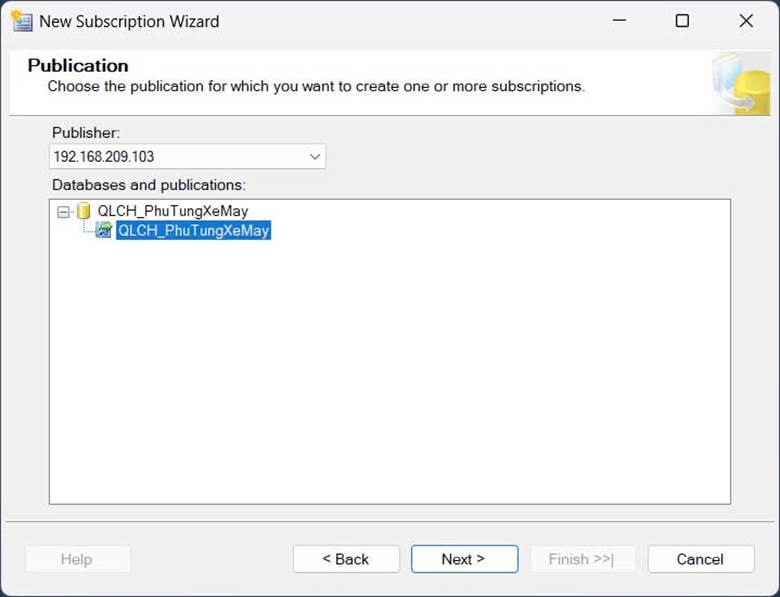 New Subscription Wizard
Publication
Choose the publication for which you want to create one or more subscriptions.
Publisher:
192.168.209.103
Databases and publications:
QLCH_PhuTungXeMay
QLCH_PhuTungXeMay
Help
< Back
Next >
Finish >>|
Cancel